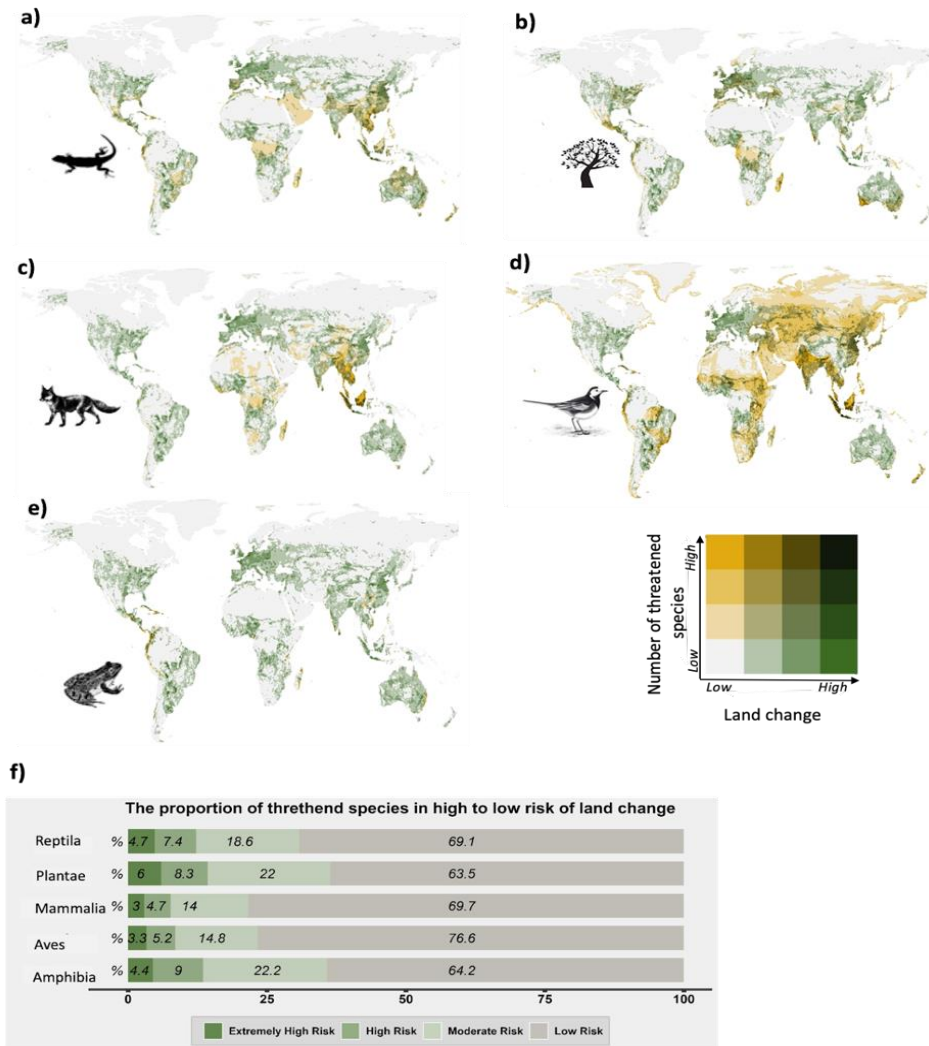 a)
b)
c)
d)
e)
Number of threatened
species
High
Low
Low
High
Land change
f)
The proportion of threthend species in high to low risk of land change
Reptila % 4.7 7.4 18.6 69.1
Plantae % 6 8.3 22 63.5
Mammalia % 3 4.7 14 69.7
Aves % 3.3 5.2 14.8 76.6
Amphibia % 4.4 9 22.2 64.2
0 25 50 75 100
Extremely High Risk High Risk Moderate Risk Low Risk